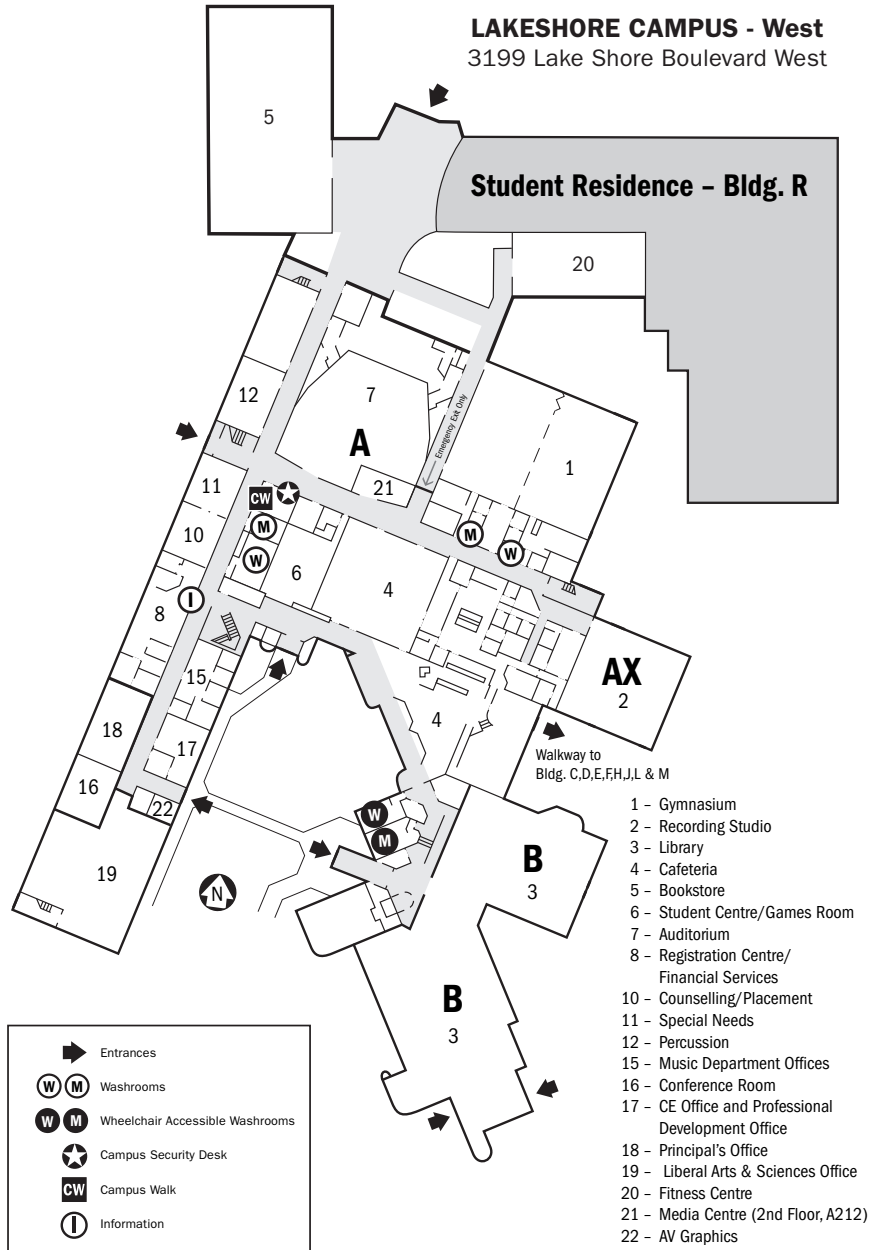 LAKESHORE CAMPUS - West
3199 Lake Shore Boulevard West
5
Student Residence – Bldg. R
20
12
7
A
Emergency Exit Only
1
11
21
CW
M
10
W
M
W
6
4
8
I
15
AX
2
18
4
17
Walkway to
Bldg. C,D,E,F,H,J,L & M
16
22
W
M
19
N
B
3
B
3
1 – Gymnasium
2 – Recording Studio
3 – Library
4 – Cafeteria
5 – Bookstore
6 – Student Centre/Games Room
7 – Auditorium
8 – Registration Centre/
Financial Services
10 – Counselling/Placement
11 – Special Needs
12 – Percussion
15 – Music Department Offices
16 – Conference Room
17 – CE Office and Professional
Development Office
18 – Principal's Office
19 – Liberal Arts & Sciences Office
20 – Fitness Centre
21 – Media Centre (2nd Floor, A212)
22 – AV Graphics
Entrances
W M Washrooms
W M Wheelchair Accessible Washrooms
Campus Security Desk
CW Campus Walk
I Information